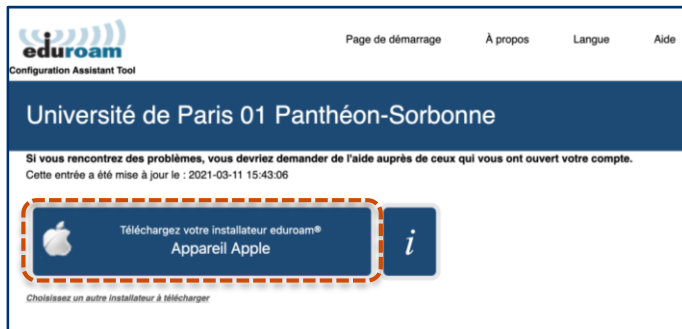 eduroam
Configuration Assistant Tool
Page de démarrage À propos Langue Aide
Université de Paris 01 Panthéon-Sorbonne
Si vous rencontrez des problèmes, vous devriez demander de l'aide auprès de ceux qui vous ont ouvert votre compte.
Cette entrée a été mise à jour le : 2021-03-11 15:43:06
Téléchargez votre installateur eduroam®
Appareil Apple
i
Choisissez un autre installateur à télécharger